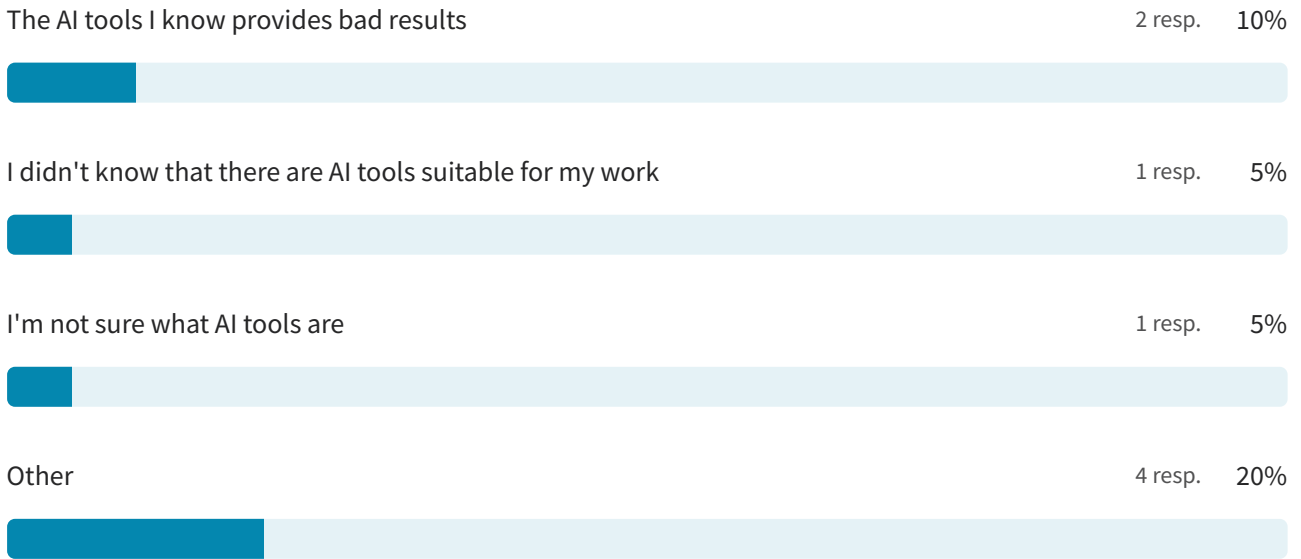 The AI tools I know provides bad results 2 resp. 10%
I didn't know that there are AI tools suitable for my work 1 resp. 5%
I'm not sure what AI tools are 1 resp. 5%
Other 4 resp. 20%